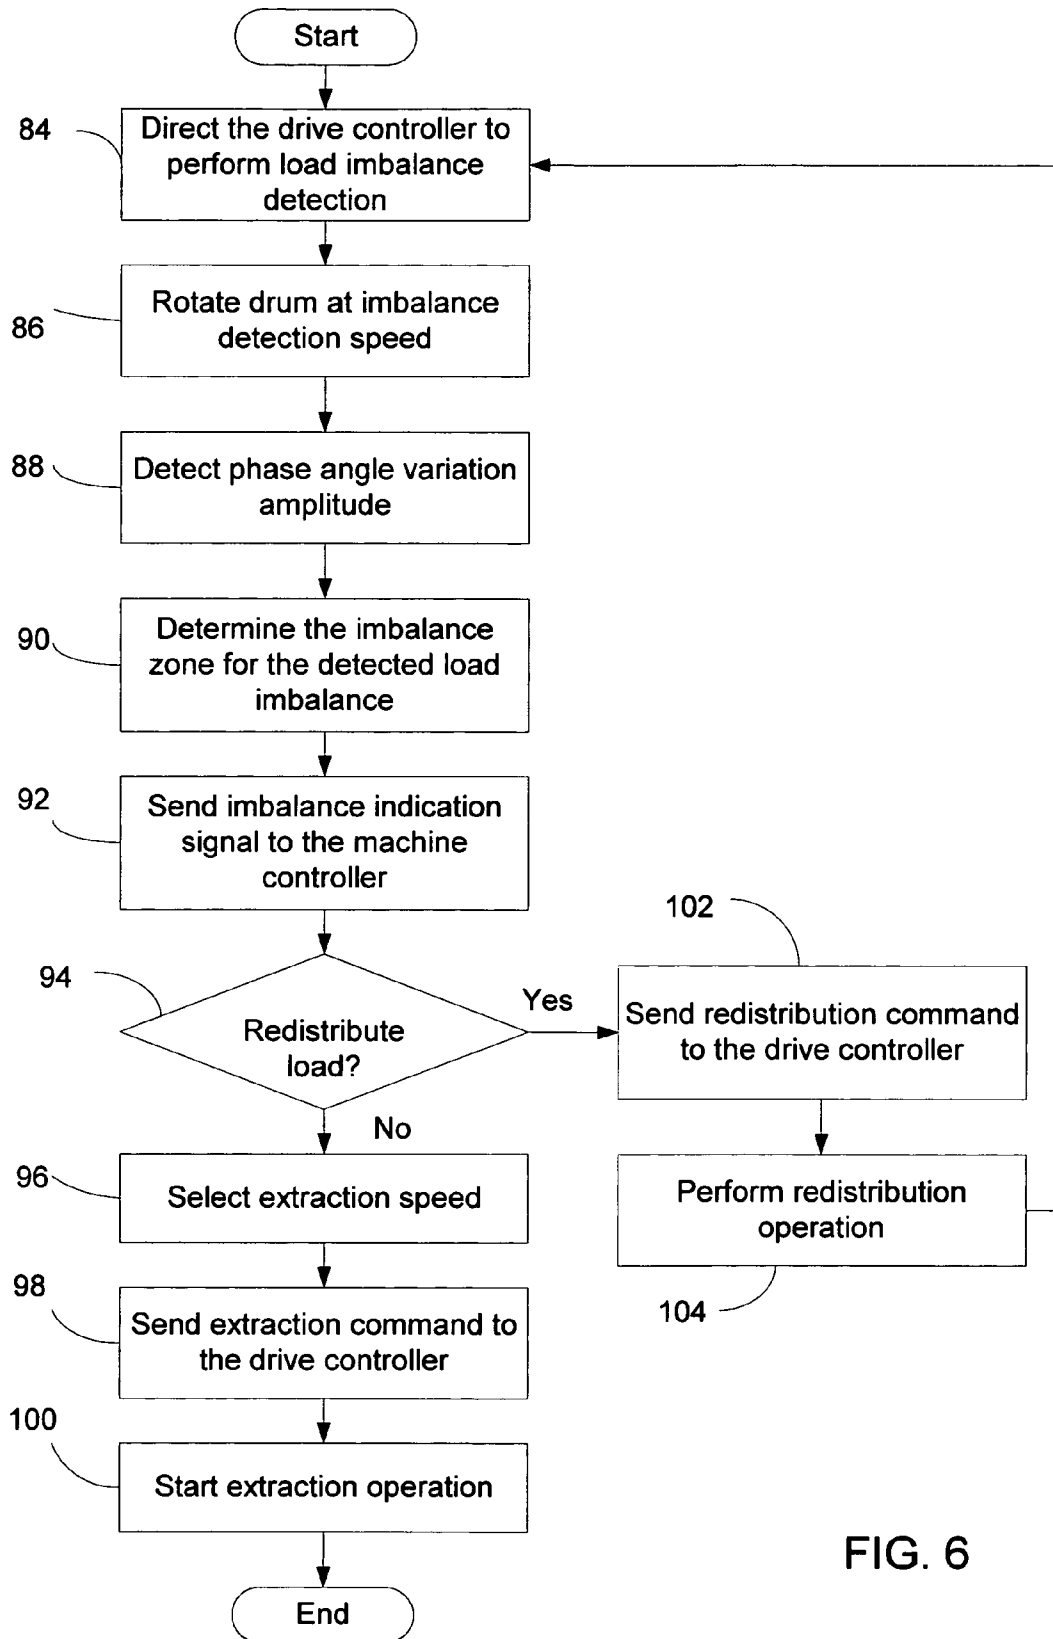 Start
84
Direct the drive controller to
perform load imbalance
detection
86
Rotate drum at imbalance
detection speed
88
Detect phase angle variation
amplitude
90
Determine the imbalance
zone for the detected load
imbalance
92
Send imbalance indication
signal to the machine
controller
94
Redistribute
load?
Yes
No
102
Send redistribution command
to the drive controller
Perform redistribution
operation
104
96
Select extraction speed
98
Send extraction command to
the drive controller
100
Start extraction operation
End
FIG. 6